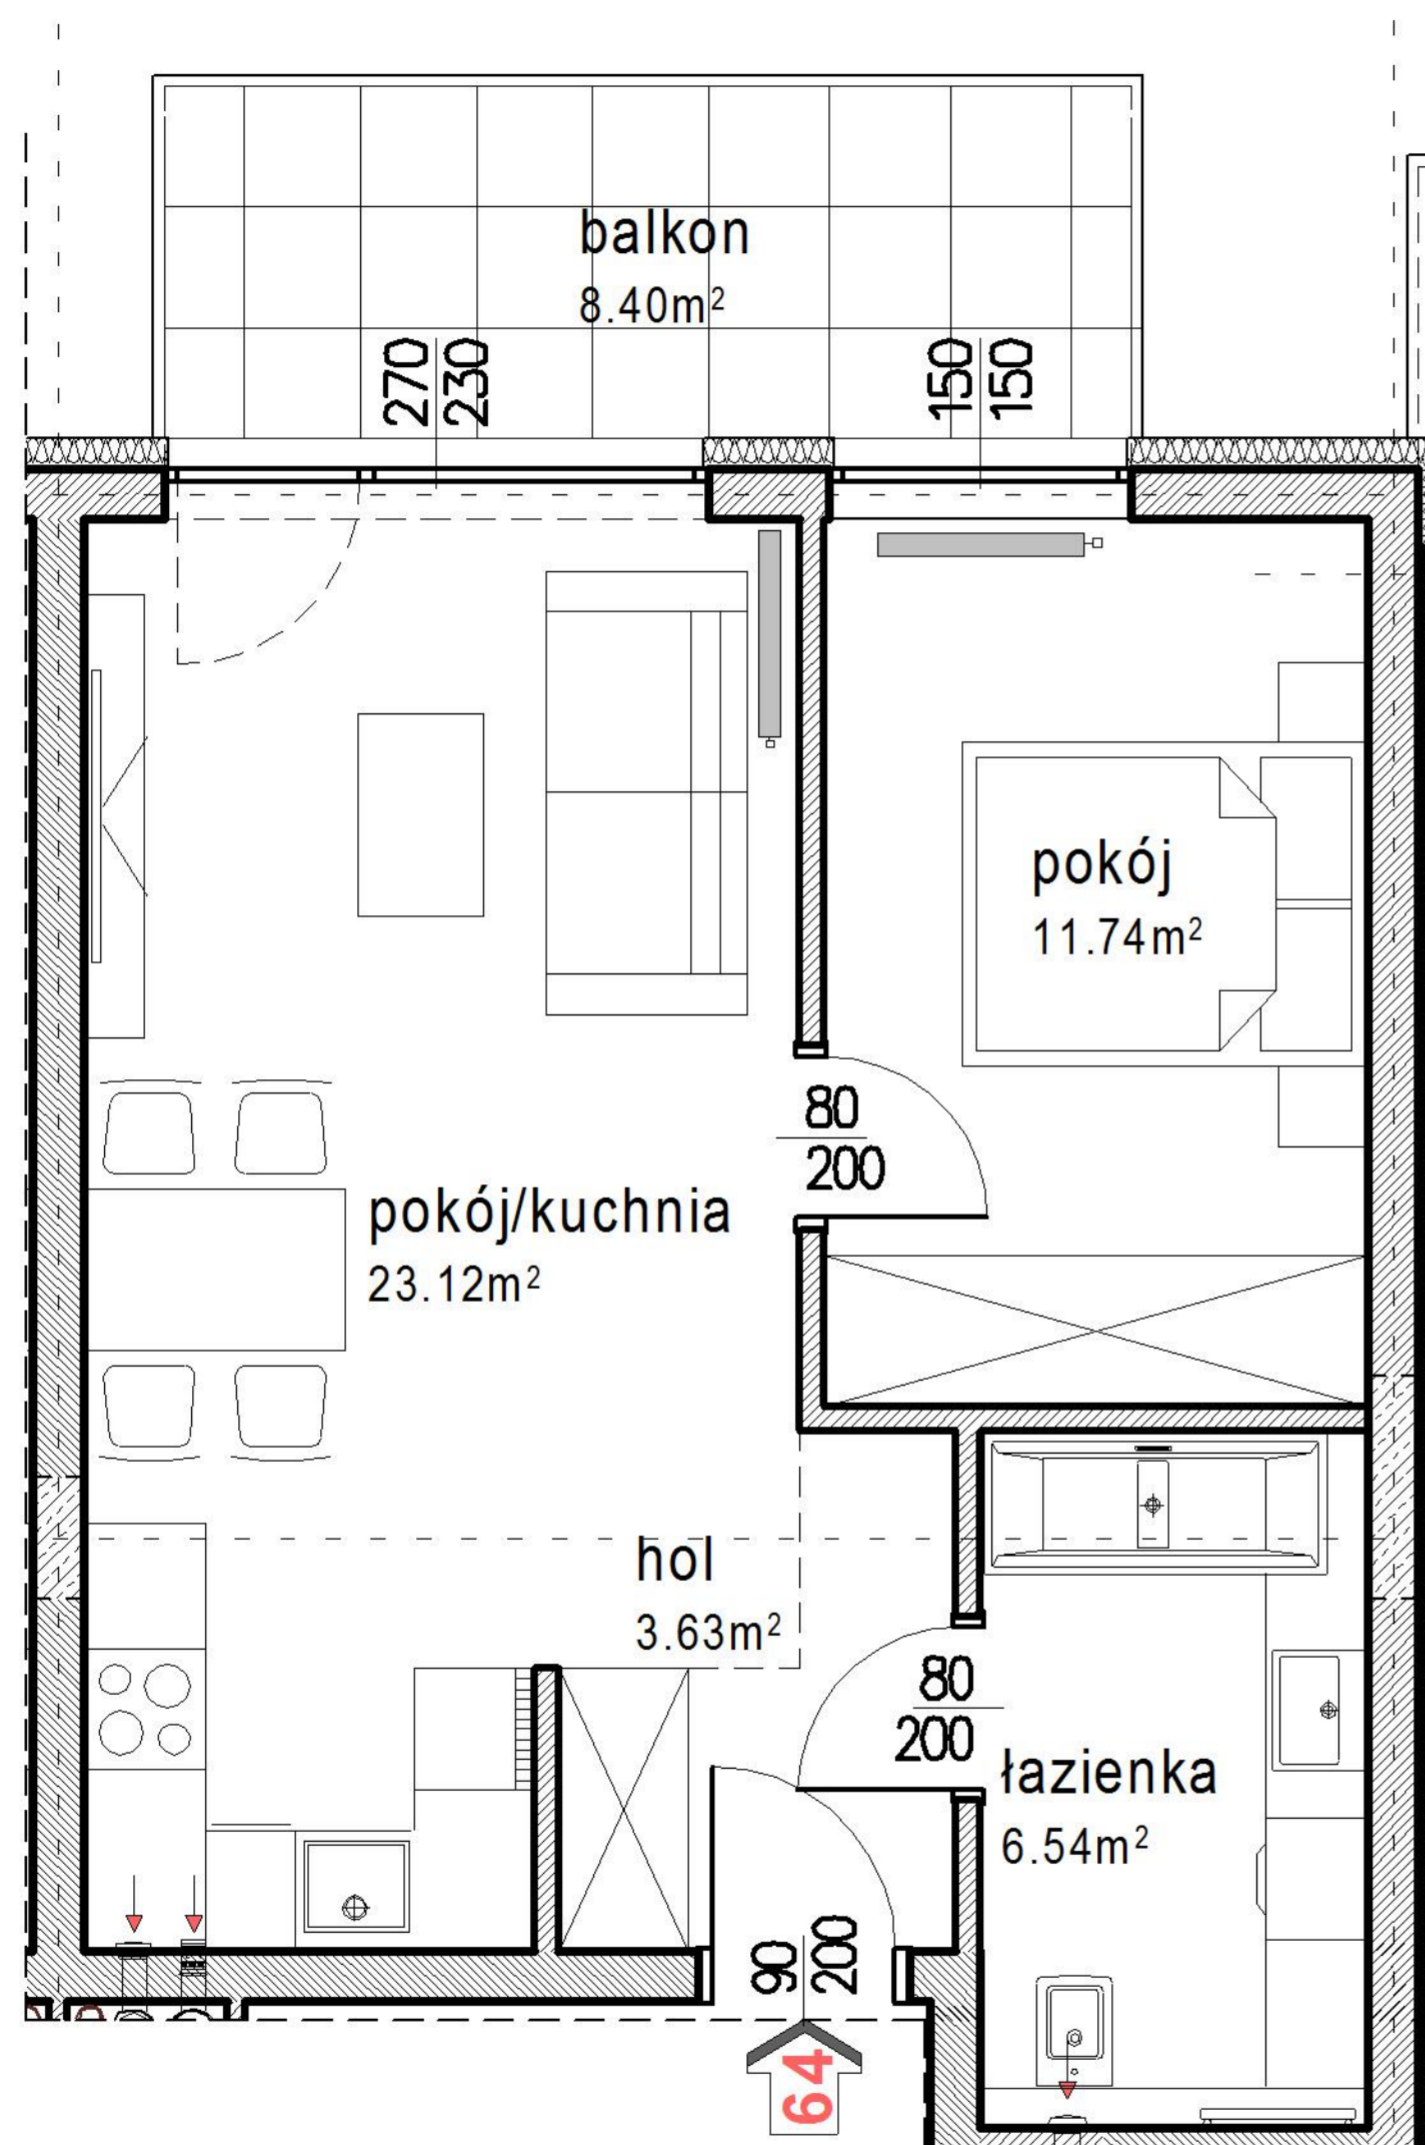 balkon
8.40m²
270
230
150
150
pokój
11.74m²
80
200
pokój/kuchnia
23.12m²
hol
3.63m²
80
200
łazienka
6.54m²
90
200
64